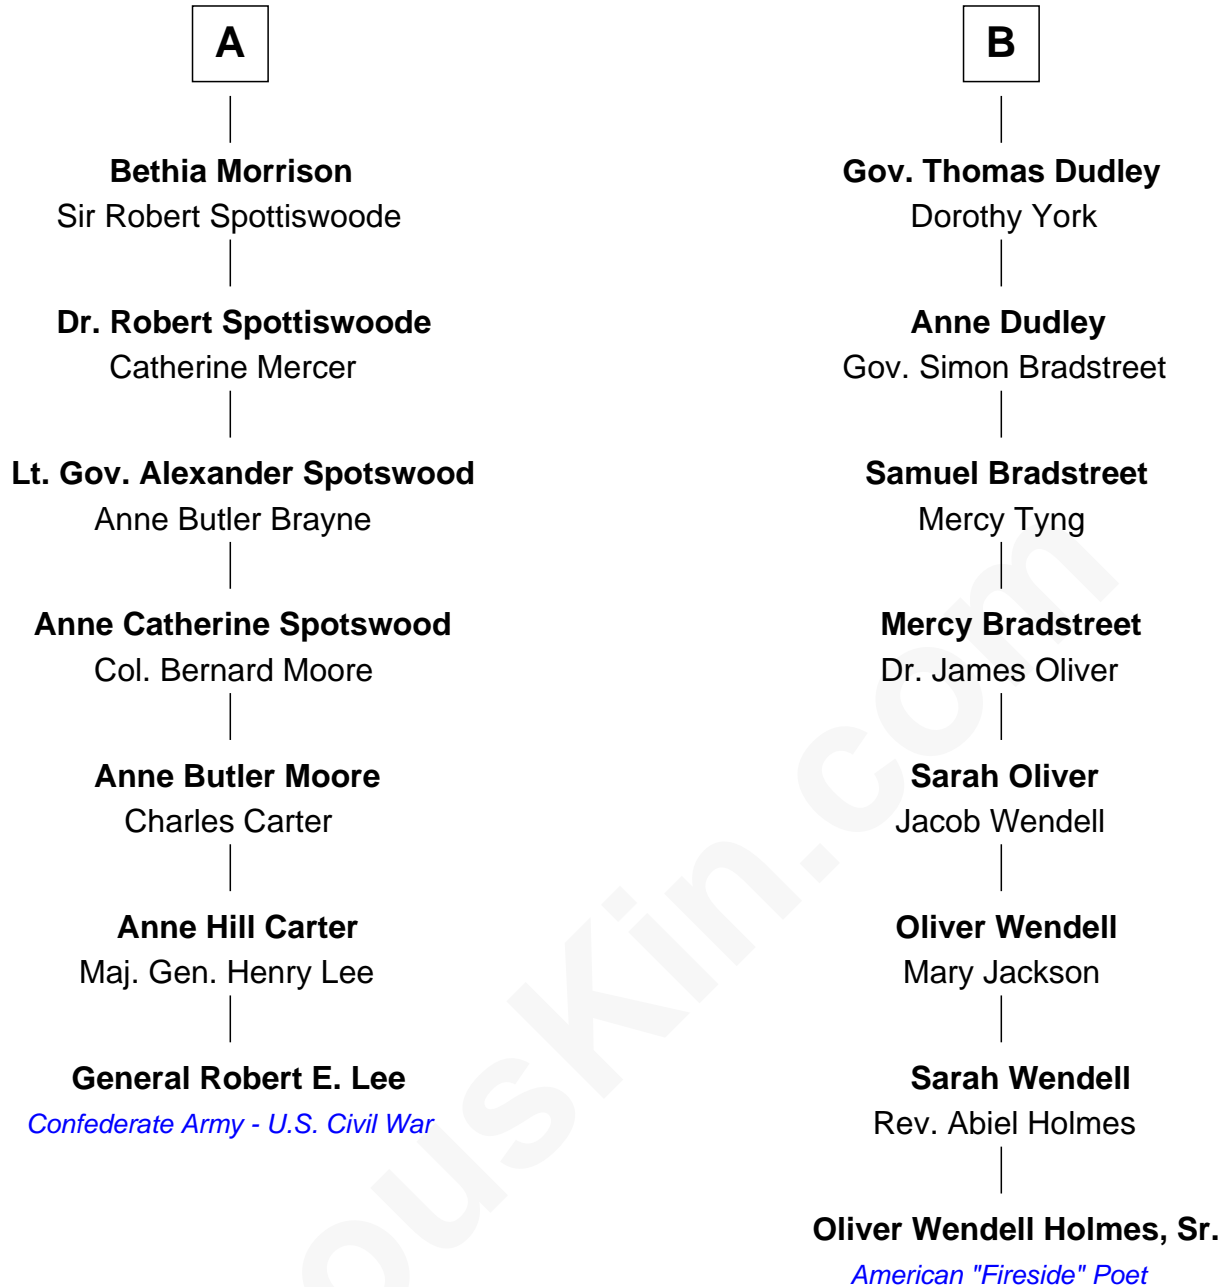 A
Bethia Morrison
Sir Robert Spottiswoode
Dr. Robert Spottiswoode
Catherine Mercer
Lt. Gov. Alexander Spotswood
Anne Butler Brayne
Anne Catherine Spotswood
Col. Bernard Moore
Anne Butler Moore
Charles Carter
Anne Hill Carter
Maj. Gen. Henry Lee
General Robert E. Lee
Confederate Army - U.S. Civil War
B
Gov. Thomas Dudley
Dorothy York
Anne Dudley
Gov. Simon Bradstreet
Samuel Bradstreet
Mercy Tyng
Mercy Bradstreet
Dr. James Oliver
Sarah Oliver
Jacob Wendell
Oliver Wendell
Mary Jackson
Sarah Wendell
Rev. Abiel Holmes
Oliver Wendell Holmes, Sr.
American "Fireside" Poet
ousKin.com